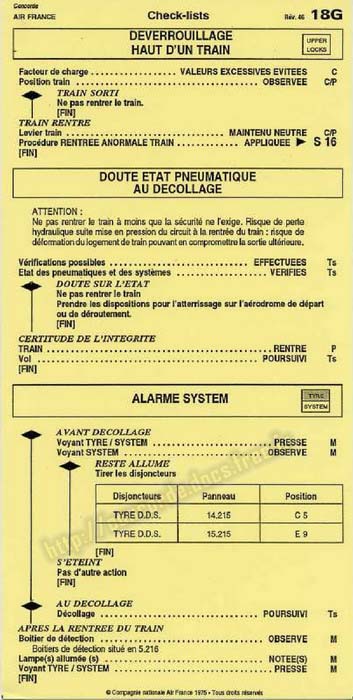 Concorde
AIR FRANCE Check-lists Rév. 46 18G
DEVERROUILLAGE
HAUT D'UN TRAIN
UPPER
LOCKS
Facteur de charge ........ VALEURS EXCESSIVES EVITEES C
Position train ........ OBSERVEE C/P
TRAIN SORTI
Ne pas rentrer le train.
[FIN]
TRAIN RENTRE
Levier train ........ MAINTENU NEUTRE C/P
Procédure RENTREE ANORMALE TRAIN ........ APPLIQUEE ► S 16
[FIN]
DOUTE ETAT PNEUMATIQUE
AU DECOLLAGE
ATTENTION :
Ne pas rentrer le train à moins que la sécurité ne l'exige. Risque de perte
hydraulique suite mise en pression du circuit à la rentrée du train : risque de
déformation du logement de train pouvant en compromettre la sortie ultérieure.
Vérifications possibles ........ EFFECTUEES Ts
Etat des pneumatiques et des systèmes ........ VERIFIES Ts
DOUTE SUR L'ETAT
Ne pas rentrer le train
Prendre les dispositions pour l'atterrissage sur l'aérodrome de départ
ou de déroutement.
[FIN]
CERTITUDE DE L'INTEGRITE
TRAIN ........ RENTRE P
Vol ........ POURSUIVI Ts
[FIN]
ALARME SYSTEM
TYRE
SYSTEM
AVANT DECOLLAGE
Voyant TYRE / SYSTEM ........ PRESSE M
Voyant SYSTEM ........ OBSERVE M
RESTE ALLUME
Tirer les disjoncteurs
Disjoncteurs Panneau Position
TYRE D.D.S. 14.215 C 5
TYRE D.D.S. 15.215 E 9
[FIN]
S'ETEINT
Pas d'autre action
[FIN]
AU DECOLLAGE
Décollage ........ POURSUIVI Ts
APRES LA RENTREE DU TRAIN
Boitier de détection ........ OBSERVE M
Boitiers de détection situé en 5.216
Lampe(s) allumée (s) ........ NOTEE(S) M
Voyant TYRE / SYSTEM ........ PRESSE M
[FIN]
© Compagnie nationale Air France 1975 • Tous droits réservés